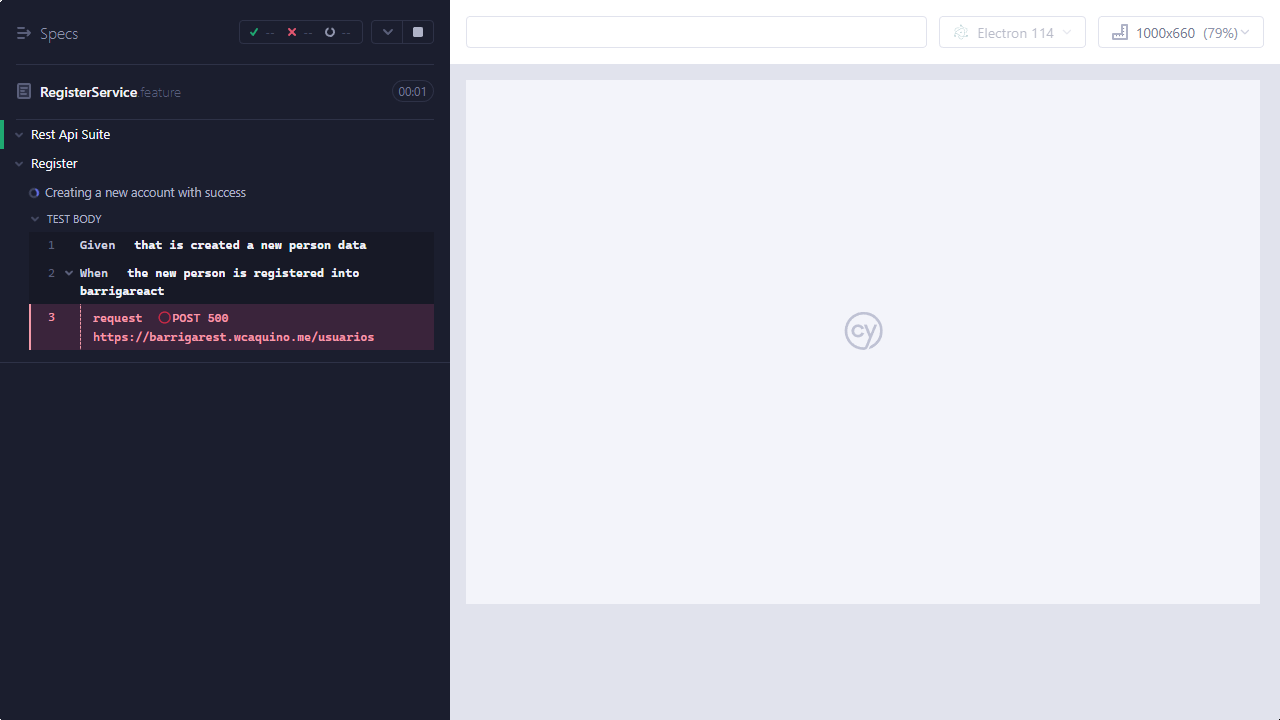 Specs -- -- --
RegisterService feature 00:01
Rest Api Suite
Register
Creating a new account with success
TEST BODY
1 Given that is created a new person data
2 When the new person is registered into
barrigareact
3 request POST 500
https://barrigarest.wcaquino.me/usuarios
Electron 114
1000x660 (79%)
cy